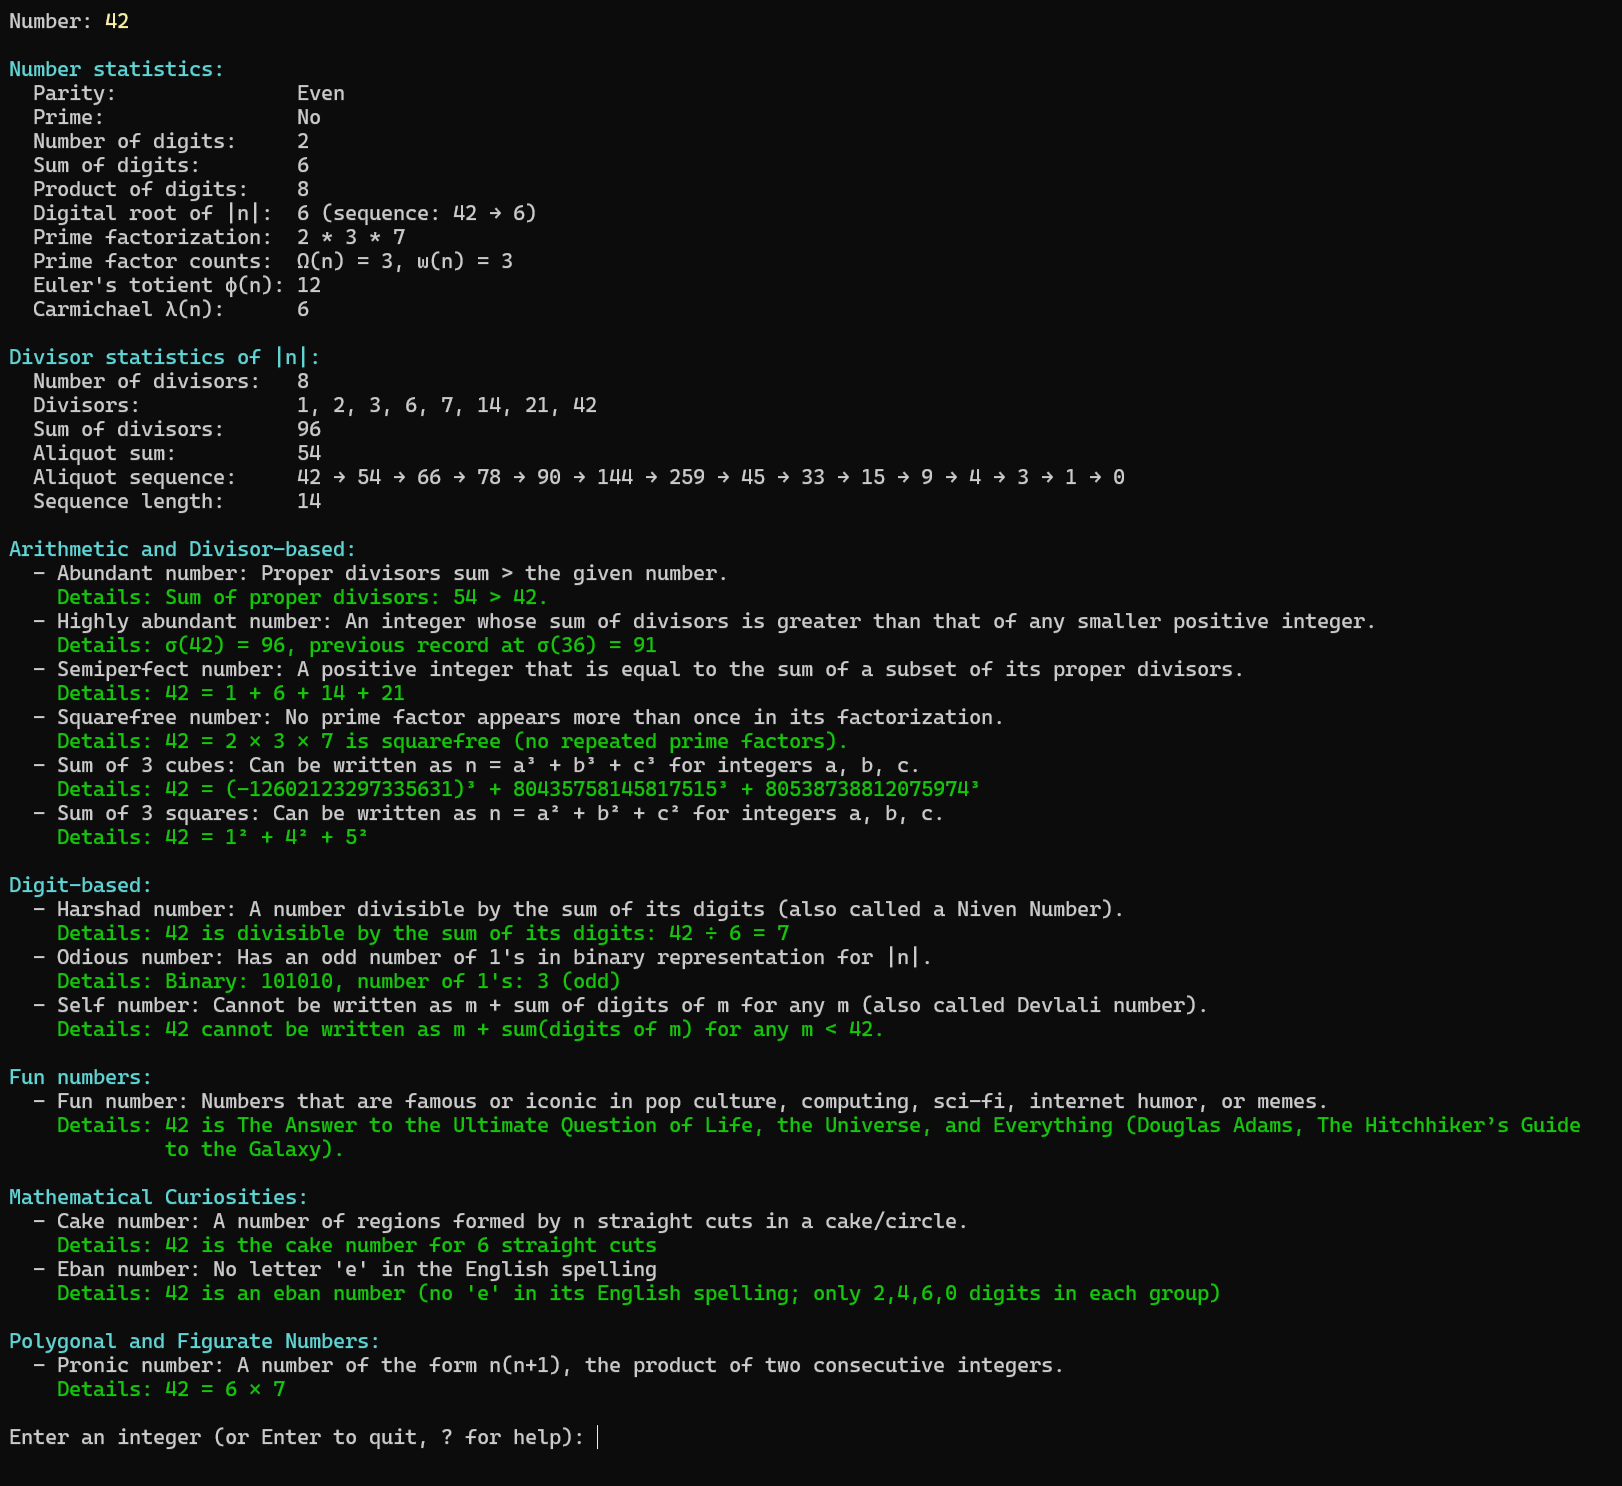 Number: 42
Number statistics:
Parity: Even
Prime: No
Number of digits: 2
Sum of digits: 6
Product of digits: 8
Digital root of |n|: 6 (sequence: 42 → 6)
Prime factorization: 2 * 3 * 7
Prime factor counts: Ω(n) = 3, ω(n) = 3
Euler's totient φ(n): 12
Carmichael λ(n): 6
Divisor statistics of |n|:
Number of divisors: 8
Divisors: 1, 2, 3, 6, 7, 14, 21, 42
Sum of divisors: 96
Aliquot sum: 54
Aliquot sequence: 42 → 54 → 66 → 78 → 90 → 144 → 259 → 45 → 33 → 15 → 9 → 4 → 3 → 1 → 0
Sequence length: 14
Arithmetic and Divisor-based:
- Abundant number: Proper divisors sum > the given number.
Details: Sum of proper divisors: 54 > 42.
- Highly abundant number: An integer whose sum of divisors is greater than that of any smaller positive integer.
Details: σ(42) = 96, previous record at σ(36) = 91
- Semiperfect number: A positive integer that is equal to the sum of a subset of its proper divisors.
Details: 42 = 1 + 6 + 14 + 21
- Squarefree number: No prime factor appears more than once in its factorization.
Details: 42 = 2 × 3 × 7 is squarefree (no repeated prime factors).
- Sum of 3 cubes: Can be written as n = a³ + b³ + c³ for integers a, b, c.
Details: 42 = (-12602123297335631)³ + 80435758145817515³ + 80538738812075974³
- Sum of 3 squares: Can be written as n = a² + b² + c² for integers a, b, c.
Details: 42 = 1² + 4² + 5²
Digit-based:
- Harshad number: A number divisible by the sum of its digits (also called a Niven Number).
Details: 42 is divisible by the sum of its digits: 42 ÷ 6 = 7
- Odious number: Has an odd number of 1's in binary representation for |n|.
Details: Binary: 101010, number of 1's: 3 (odd)
- Self number: Cannot be written as m + sum of digits of m for any m (also called Devlali number).
Details: 42 cannot be written as m + sum(digits of m) for any m < 42.
Fun numbers:
- Fun number: Numbers that are famous or iconic in pop culture, computing, sci-fi, internet humor, or memes.
Details: 42 is The Answer to the Ultimate Question of Life, the Universe, and Everything (Douglas Adams, The Hitchhiker’s Guide
to the Galaxy).
Mathematical Curiosities:
- Cake number: A number of regions formed by n straight cuts in a cake/circle.
Details: 42 is the cake number for 6 straight cuts
- Eban number: No letter 'e' in the English spelling
Details: 42 is an eban number (no 'e' in its English spelling; only 2,4,6,0 digits in each group)
Polygonal and Figurate Numbers:
- Pronic number: A number of the form n(n+1), the product of two consecutive integers.
Details: 42 = 6 × 7
Enter an integer (or Enter to quit, ? for help):